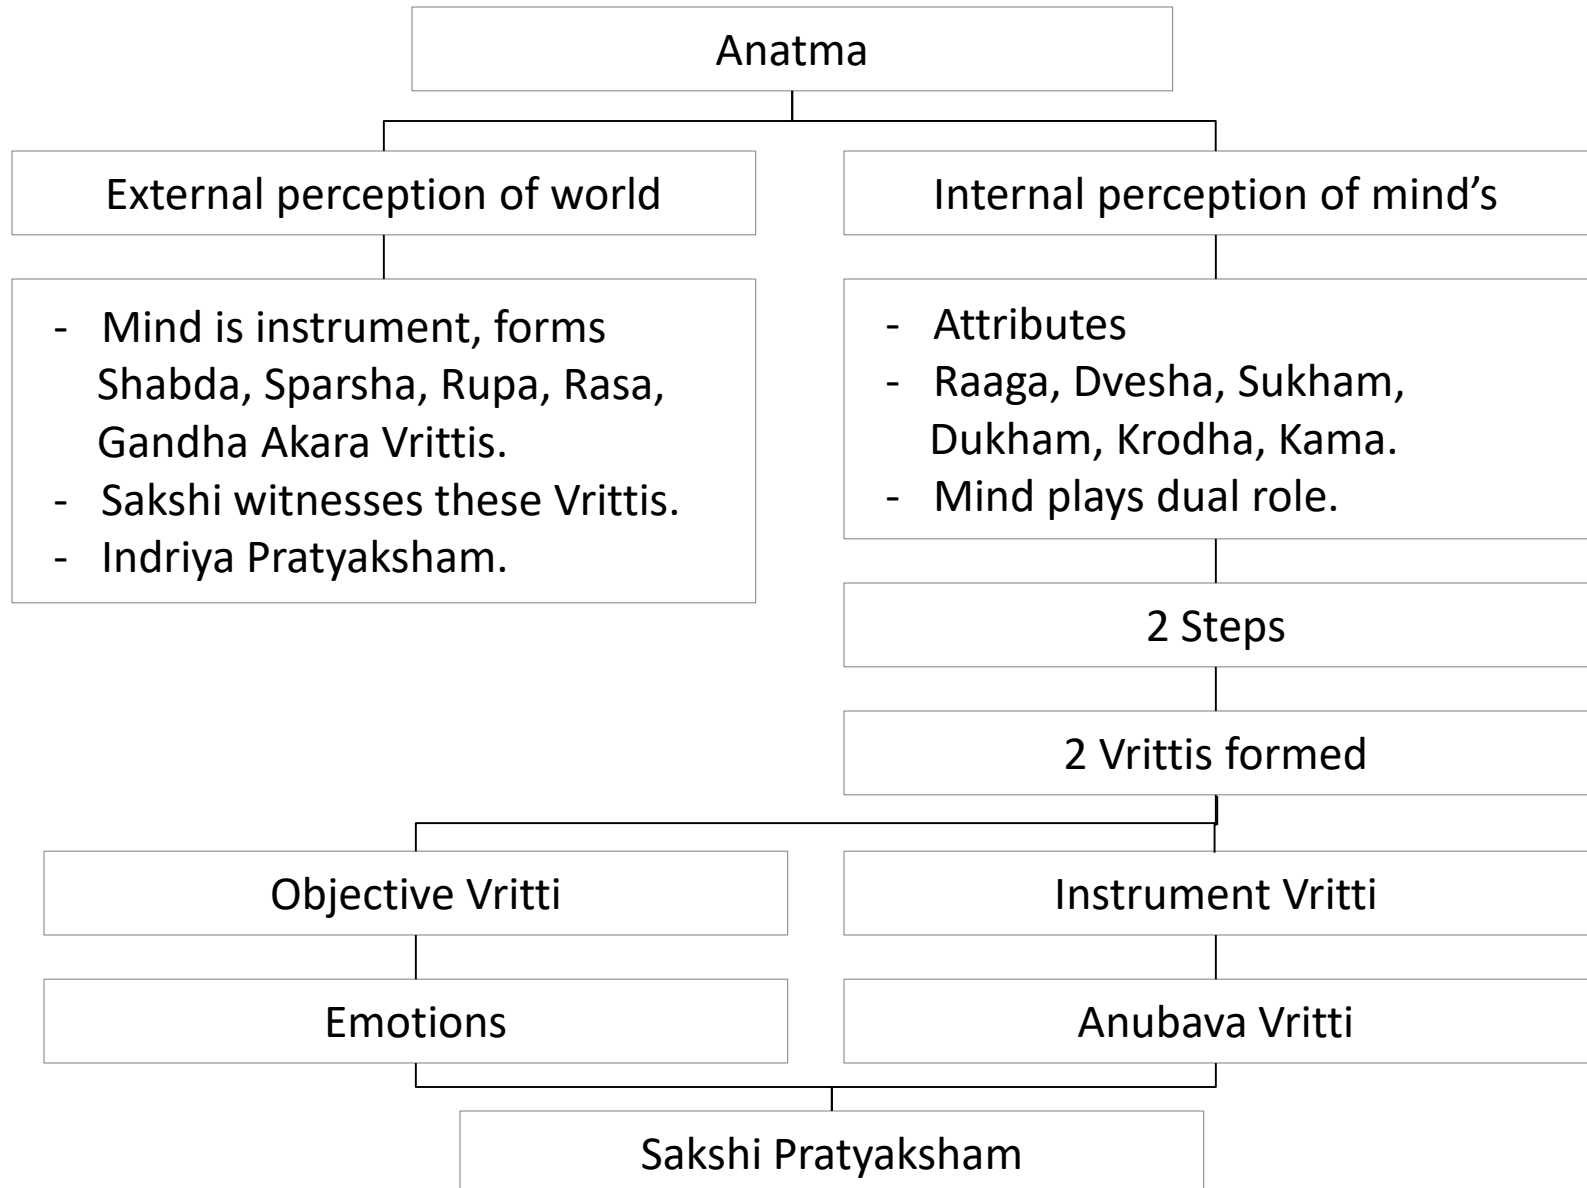 Anatma
External perception of world
Internal perception of mind’s
- Mind is instrument, forms
Shabda, Sparsha, Rupa, Rasa,
Gandha Akara Vrittis.
- Sakshi witnesses these Vrittis.
- Indriya Pratyaksham.
- Attributes
- Raaga, Dvesha, Sukham,
Dukham, Krodha, Kama.
- Mind plays dual role.
2 Steps
2 Vrittis formed
Objective Vritti
Instrument Vritti
Emotions
Anubava Vritti
Sakshi Pratyaksham